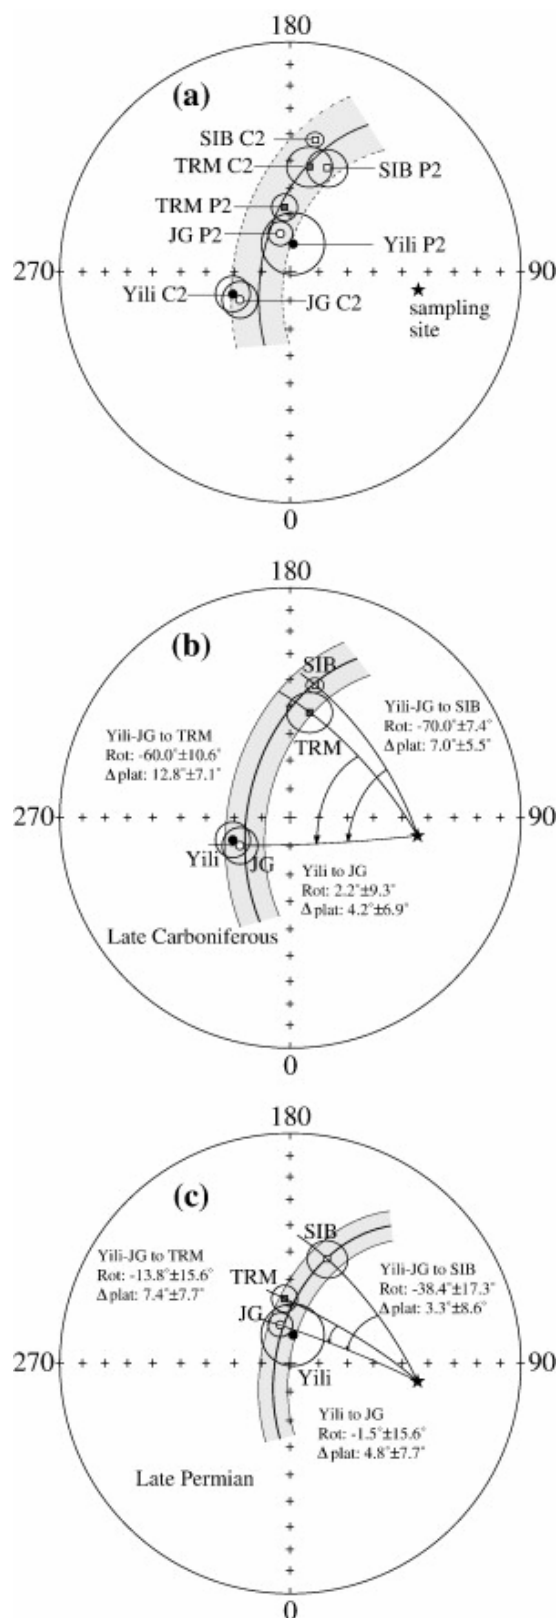 180
(a)
SIB C2
TRM C2
SIB P2
TRM P2
JG P2
Yili P2
270
90
Yili C2
JG C2
sampling
site
0
180
(b)
SIB
Yili-JG to SIB
Rot: -70.0°±7.4°
Δ plat: 7.0°±5.5°
Yili-JG to TRM
Rot: -60.0°±10.6°
Δ plat: 12.8°±7.1°
TRM
270
90
Yili
JG
Yili to JG
Rot: 2.2°±9.3°
Δ plat: 4.2°±6.9°
Late Carboniferous
0
180
(c)
SIB
Yili-JG to TRM
Rot: -13.8°±15.6°
Δ plat: 7.4°±7.7°
Yili-JG to SIB
Rot: -38.4°±17.3°
Δ plat: 3.3°±8.6°
TRM
JG
270
90
Yili
Yili to JG
Rot: -1.5°±15.6°
Δ plat: 4.8°±7.7°
Late Permian
0